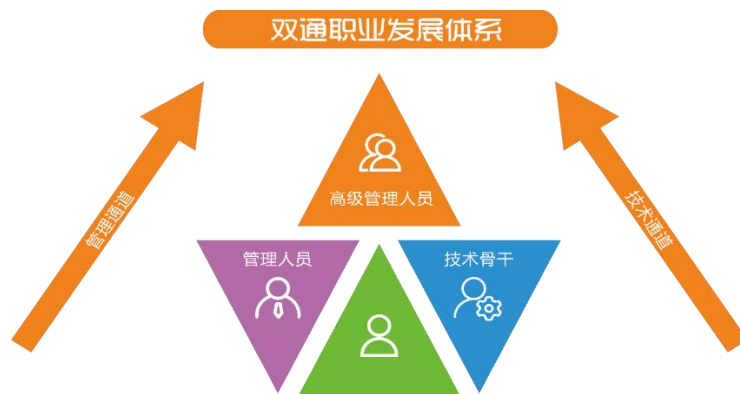 双通职业发展体系
管理通道
技术通道
高级管理人员
管理人员
技术骨干